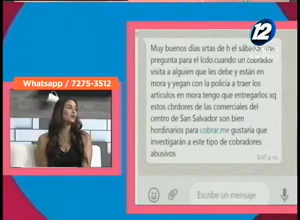 12
Whatsapp / 7275-3512
Muy buenos días srtas de h el sába
pregunta para el lcdo.cuando un cobrador
visita a alguien que les debe y están en
mora y yegan con la policía a traer los
artículos en mora tengo que entregarlos xq
estos cbrdores de las comerciales del
centro de San Salvador son bien
hordinarios para cobrar.me gustaria que
investigarán a este tipo de cobradores
abusivos
9:47 a. m.
Escribe un mensaje